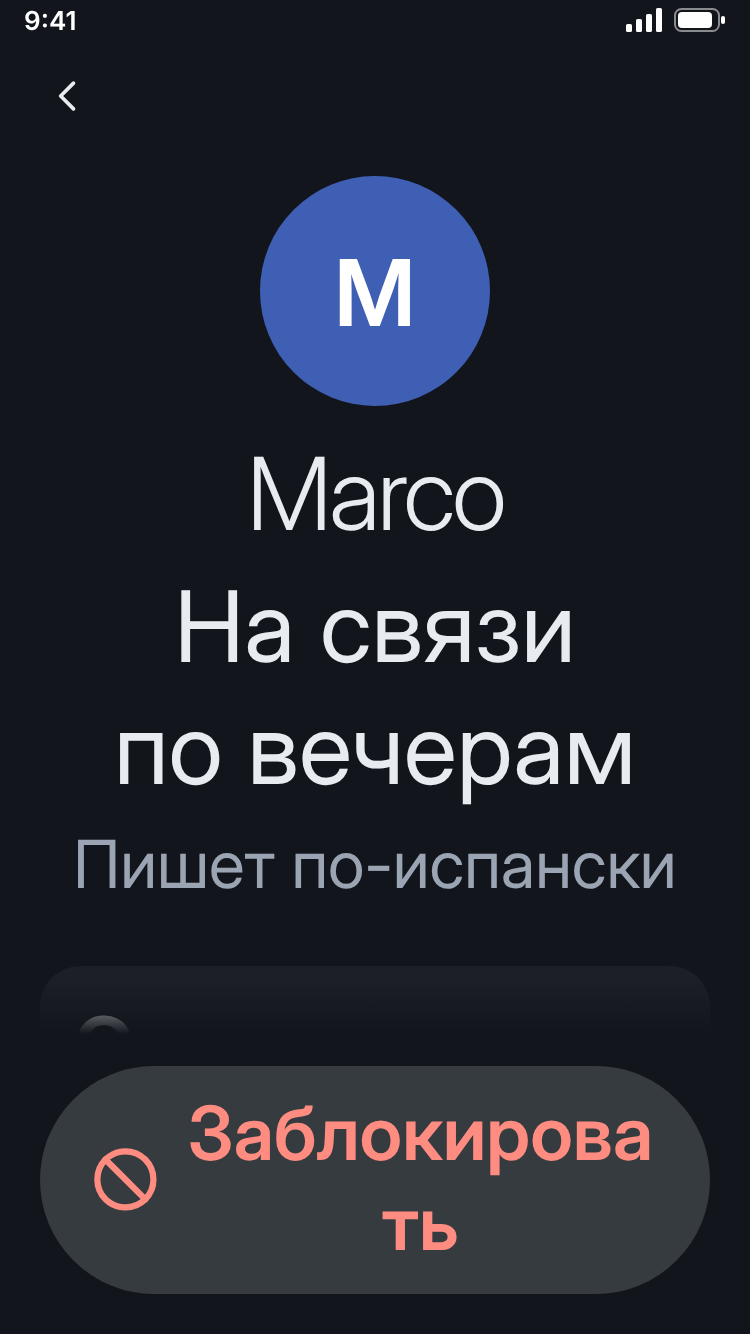 9:41
M
Marco
На связи
по вечерам
Пишет по-испански
Заблокирова
ть